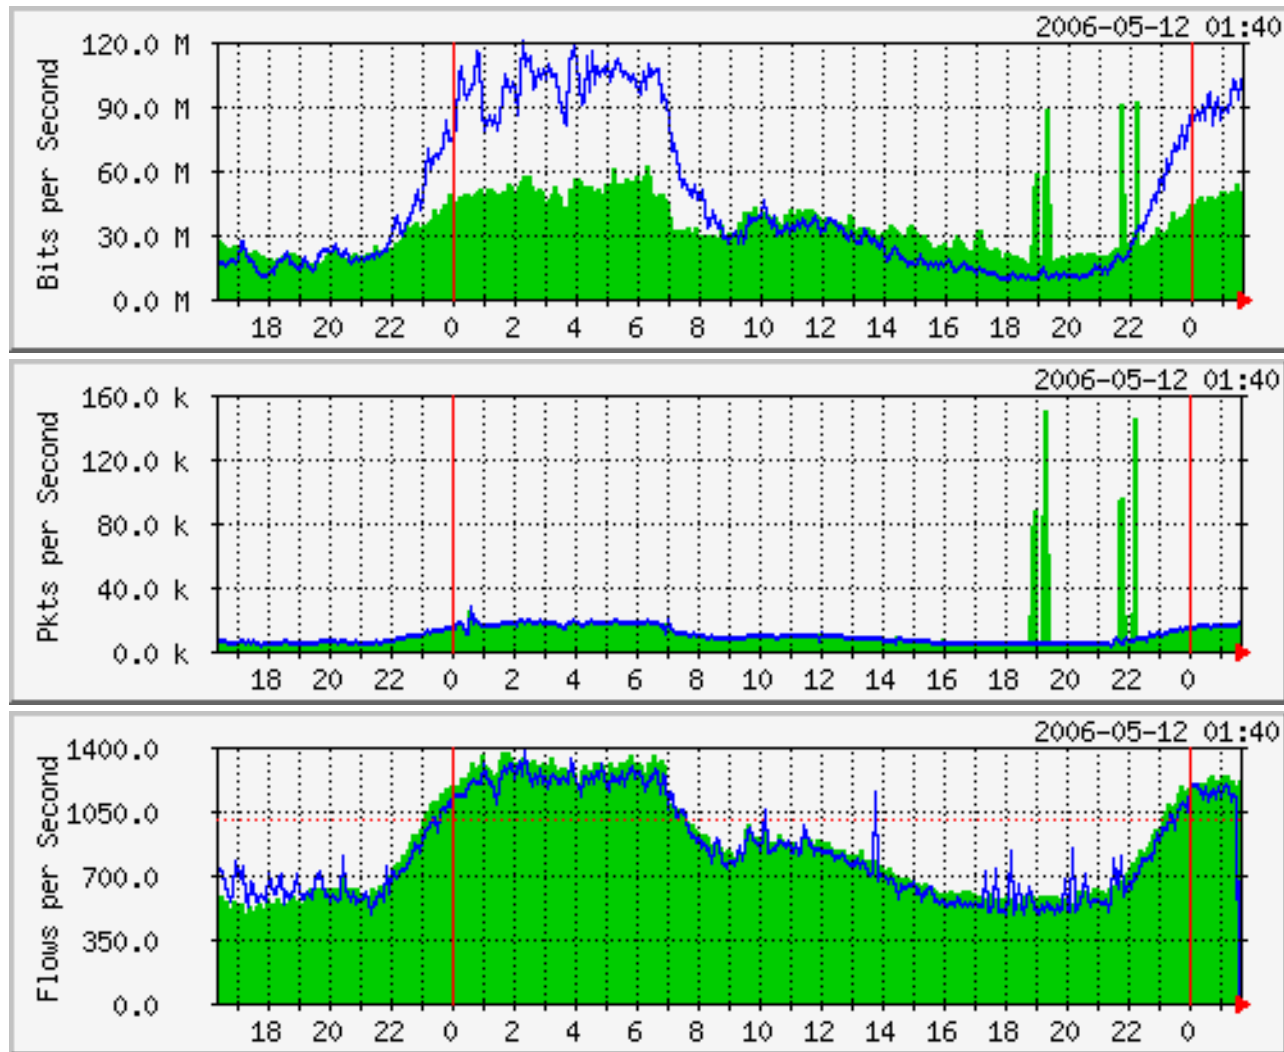 2006-05-12 01:40
120.0 M
90.0 M
60.0 M
30.0 M
0.0 M
Bits per Second
18 20 22 0 2 4 6 8 10 12 14 16 18 20 22 0
2006-05-12 01:40
160.0 k
120.0 k
80.0 k
40.0 k
0.0 k
Pkts per Second
18 20 22 0 2 4 6 8 10 12 14 16 18 20 22 0
2006-05-12 01:40
1400.0
1050.0
700.0
350.0
0.0
Flows per Second
18 20 22 0 2 4 6 8 10 12 14 16 18 20 22 0